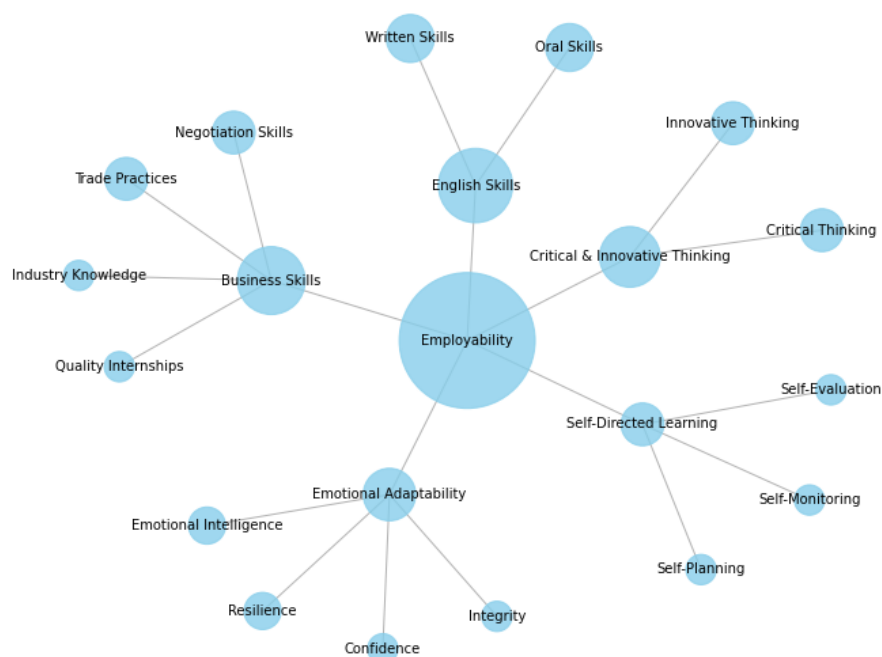 Written Skills
Oral Skills
Negotiation Skills
Innovative Thinking
Trade Practices
English Skills
Critical Thinking
Industry Knowledge
Business Skills
Critical & Innovative Thinking
Employability
Quality Internships
Self-Evaluation
Self-Directed Learning
Emotional Adaptability
Self-Monitoring
Emotional Intelligence
Self-Planning
Resilience
Integrity
Confidence